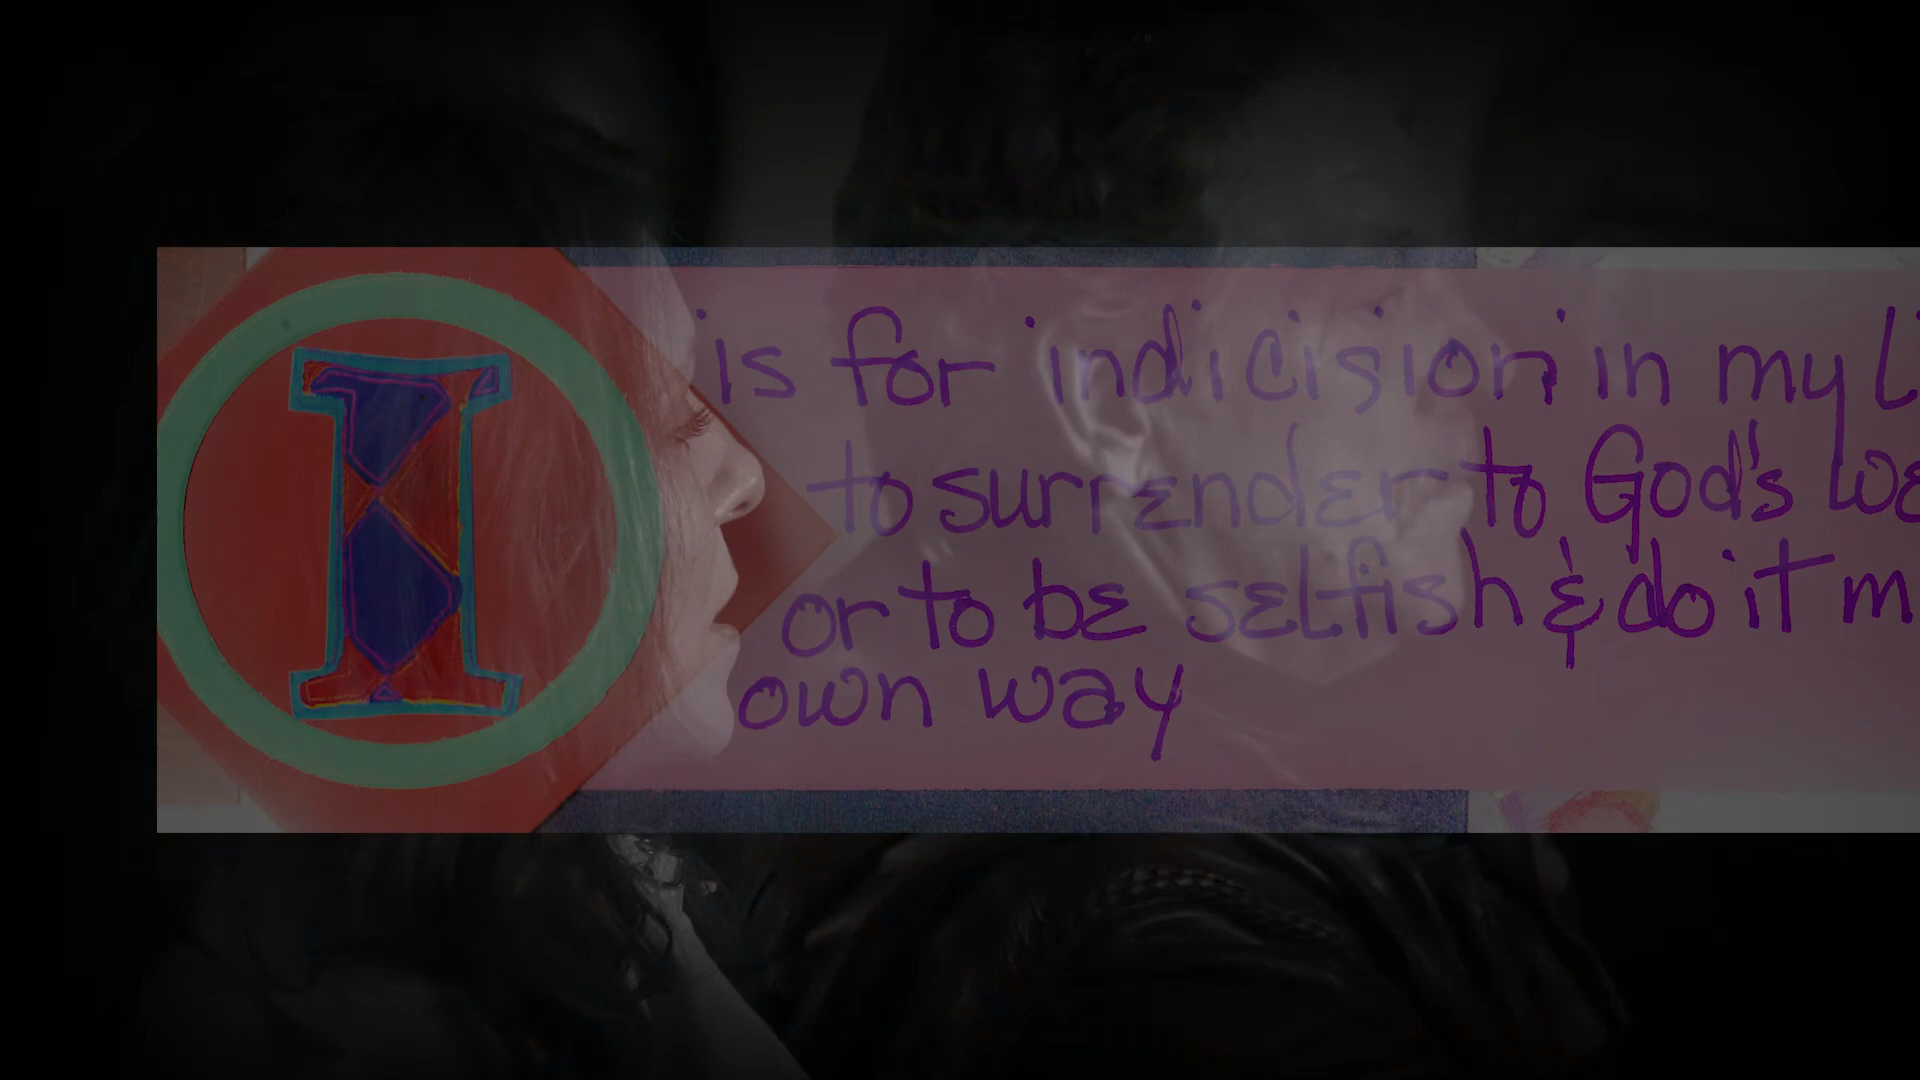 I is for indicision in my
to surrender to God's
or to be selfish & do it
own way